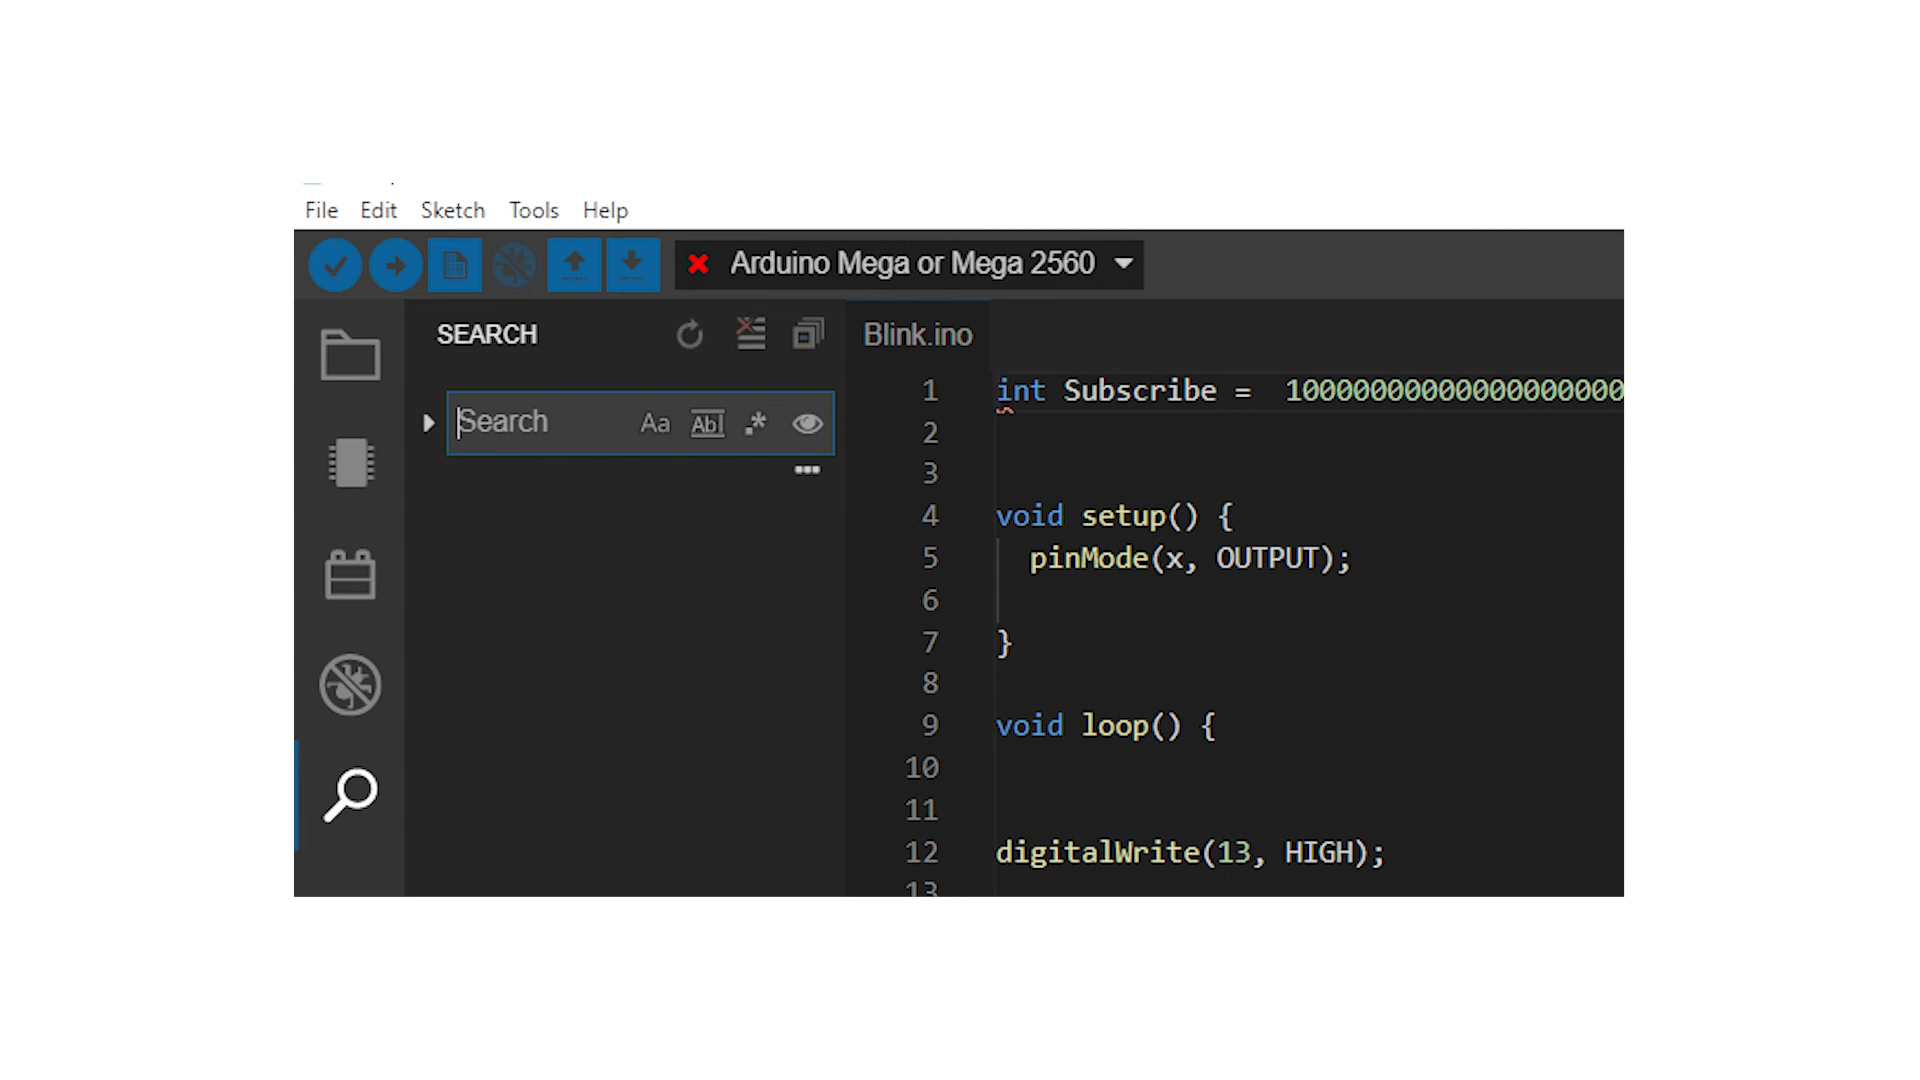 File Edit Sketch Tools Help
Arduino Mega or Mega 2560
SEARCH
Blink.ino
Search Aa Abl .*
1 int Subscribe = 10000000000000000000
2
3
4 void setup() {
5 pinMode(x, OUTPUT);
6
7 }
8
9 void loop() {
10
11
12 digitalWrite(13, HIGH);
13